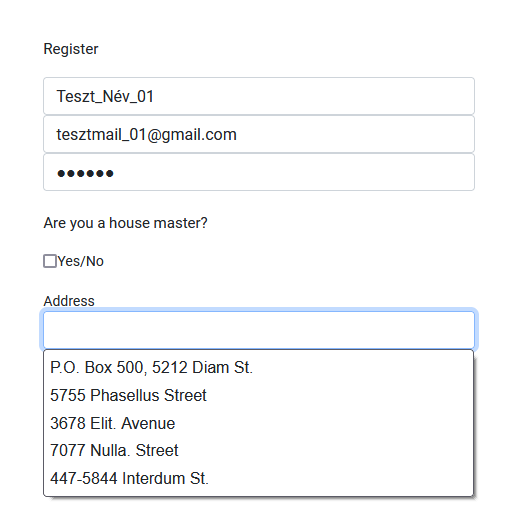 Register
Teszt_Név_01
tesztmail_01@gmail.com
••••••
Are you a house master?
Yes/No
Address
P.O. Box 500, 5212 Diam St.
5755 Phasellus Street
3678 Elit. Avenue
7077 Nulla. Street
447-5844 Interdum St.